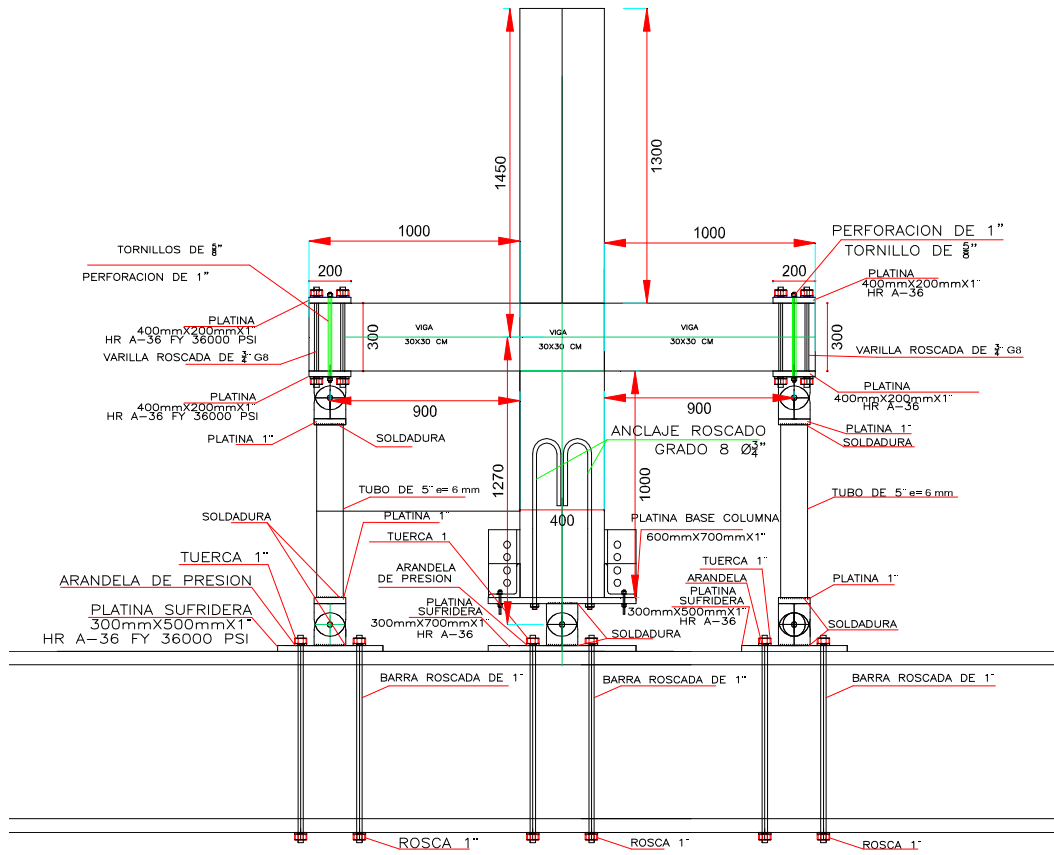 1450
1300
1000
1000
TORNILLOS DE 5/8"
PERFORACION DE 1"
200
PERFORACION DE 1"
TORNILLO DE 5/8"
200
PLATINA
400mmX200mmX1"
HR A-36
PLATINA
400mmX200mmX1"
HR A-36 FY 36000 PSI
VARILLA ROSCADA DE 3/4" G8
300
VIGA
30X30 CM
VIGA
30X30 CM
VIGA
30X30 CM
300
VARILLA ROSCADA DE 3/4" G8
PLATINA
400mmX200mmX1"
HR A-36 FY 36000 PSI
PLATINA
400mmX200mmX1"
HR A-36
900
900
PLATINA 1"
SOLDADURA
ANCLAJE ROSCADO
GRADO 8 Ø3/4"
PLATINA 1"
SOLDADURA
1270
1000
TUBO DE 5" e= 6 mm
TUBO DE 5" e= 6 mm
SOLDADURA
PLATINA 1"
400
PLATINA BASE COLUMNA
600mmX700mmX1"
TUERCA 1
TUERCA 1"
ARANDELA DE PRESION
PLATINA SUFRIDERA
300mmX500mmX1"
HR A-36 FY 36000 PSI
ARANDELA
DE PRESION
PLATINA
SUFRIDERA
300mmX700mmX1"
HR A-36
SOLDADURA
TUERCA 1"
ARANDELA
PLATINA
SUFRIDERA
300mmX500mmX1"
HR A-36
PLATINA 1"
SOLDADURA
BARRA ROSCADA DE 1"
BARRA ROSCADA DE 1"
BARRA ROSCADA DE 1"
ROSCA 1"
ROSCA 1"
ROSCA 1"